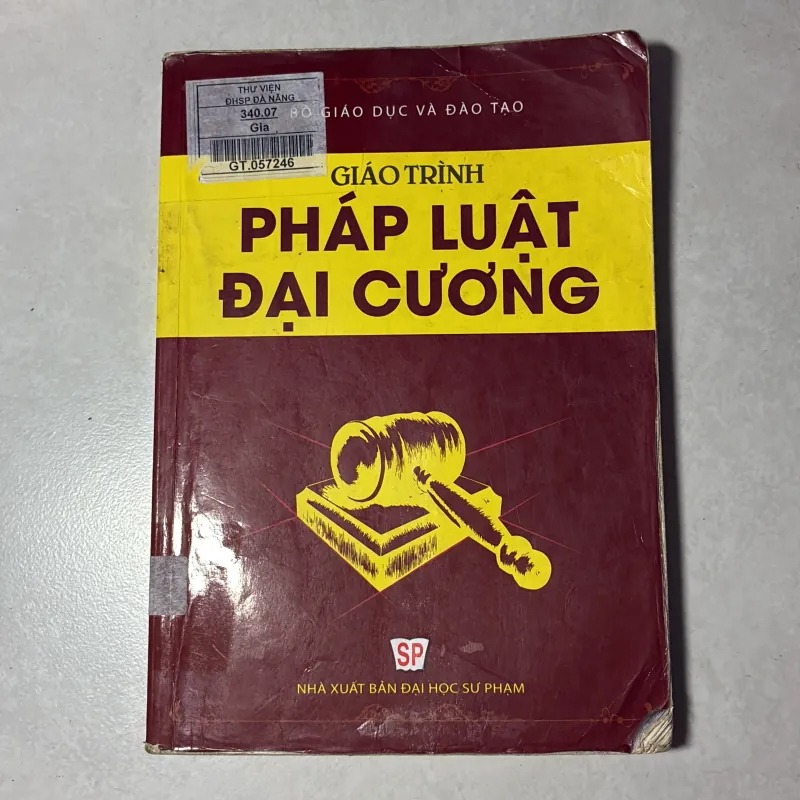 THƯ VIỆN
ĐHSP ĐÀ NẴNG
340.07
Gia
GT.057246
BỘ GIÁO DỤC VÀ ĐÀO TẠO
GIÁO TRÌNH
PHÁP LUẬT
ĐẠI CƯƠNG
SP
NHÀ XUẤT BẢN ĐẠI HỌC SƯ PHẠM